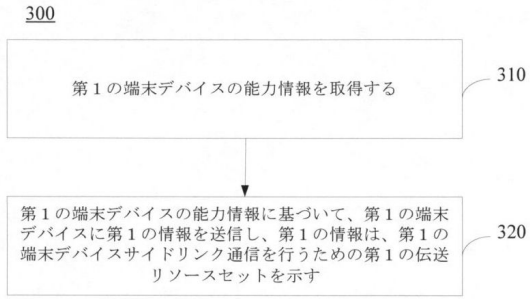 300
第１の端末デバイスの能力情報を取得する
310
第１の端末デバイスの能力情報に基づいて、第１の端末
デバイスに第１の情報を送信し、第１の情報は、第１の
端末デバイスサイドリンク通信を行うための第１の伝送
リソースセットを示す
320